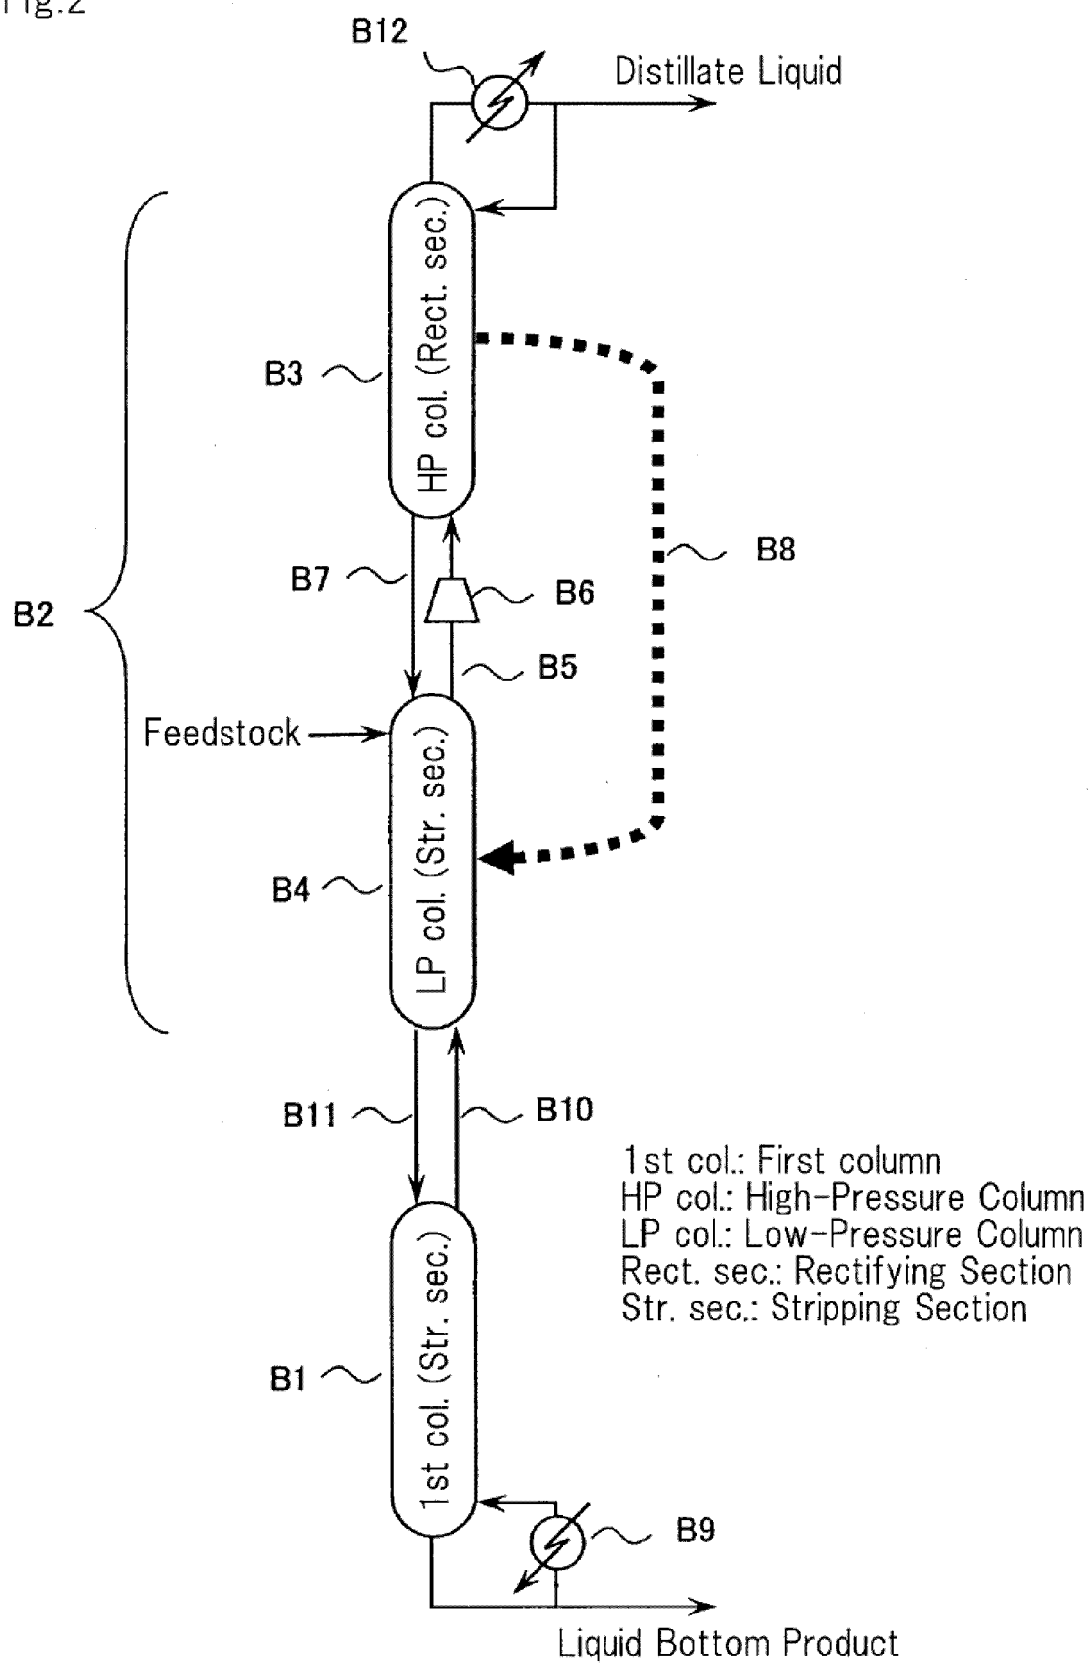 Fig.2
B12
Distillate Liquid
HP col. (Rect. sec.)
B3
B8
B7
B6
B2
B5
Feedstock
LP col. (Str. sec.)
B4
B11
B10
1st col.: First column
HP col.: High-Pressure Column
LP col.: Low-Pressure Column
Rect. sec.: Rectifying Section
Str. sec.: Stripping Section
1st col. (Str. sec.)
B1
B9
Liquid Bottom Product